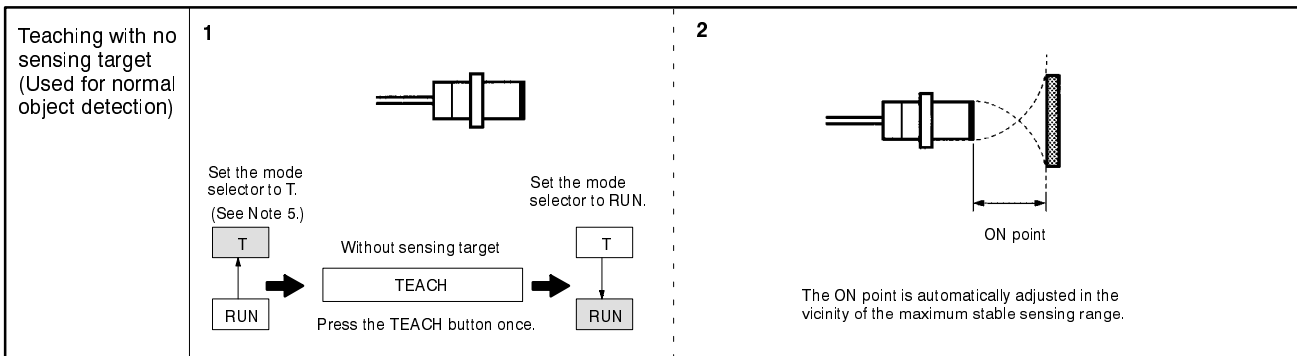 Teaching with no
sensing target
(Used for normal
object detection)
1
Set the mode
selector to T.
(See Note 5.)
T
RUN
Without sensing target
TEACH
Press the TEACH button once.
Set the mode
selector to RUN.
T
RUN
2
ON point
The ON point is automatically adjusted in the
vicinity of the maximum stable sensing range.